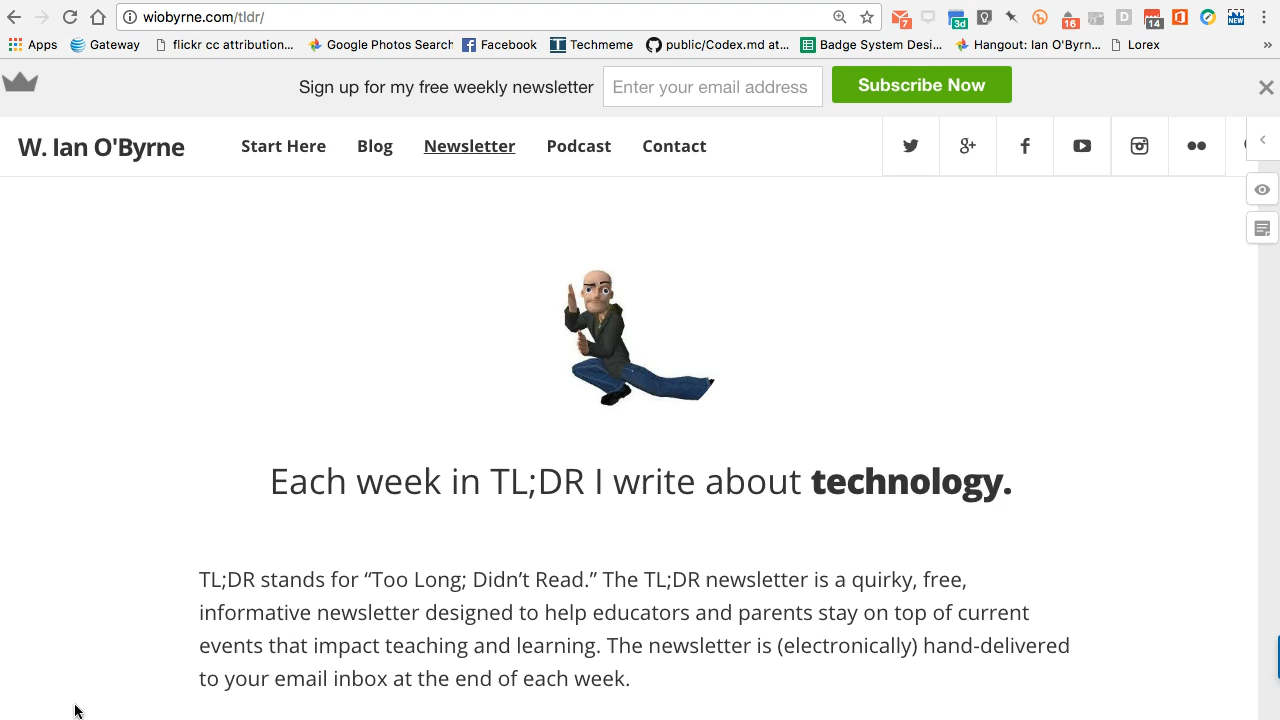 wiobyrne.com/tldr/
7
3d
16
D
14
NEW
Apps
Gateway
flickr cc attribution...
Google Photos Search
Facebook
Techmeme
public/Codex.md at...
Badge System Desi...
Hangout: Ian O'Byrn...
Lorex
»
Sign up for my free weekly newsletter
Enter your email address
Subscribe Now
W. Ian O'Byrne
Start Here
Blog
Newsletter
Podcast
Contact
Each week in TL;DR I write about technology.
TL;DR stands for “Too Long; Didn’t Read.” The TL;DR newsletter is a quirky, free,
informative newsletter designed to help educators and parents stay on top of current
events that impact teaching and learning. The newsletter is (electronically) hand-delivered
to your email inbox at the end of each week.